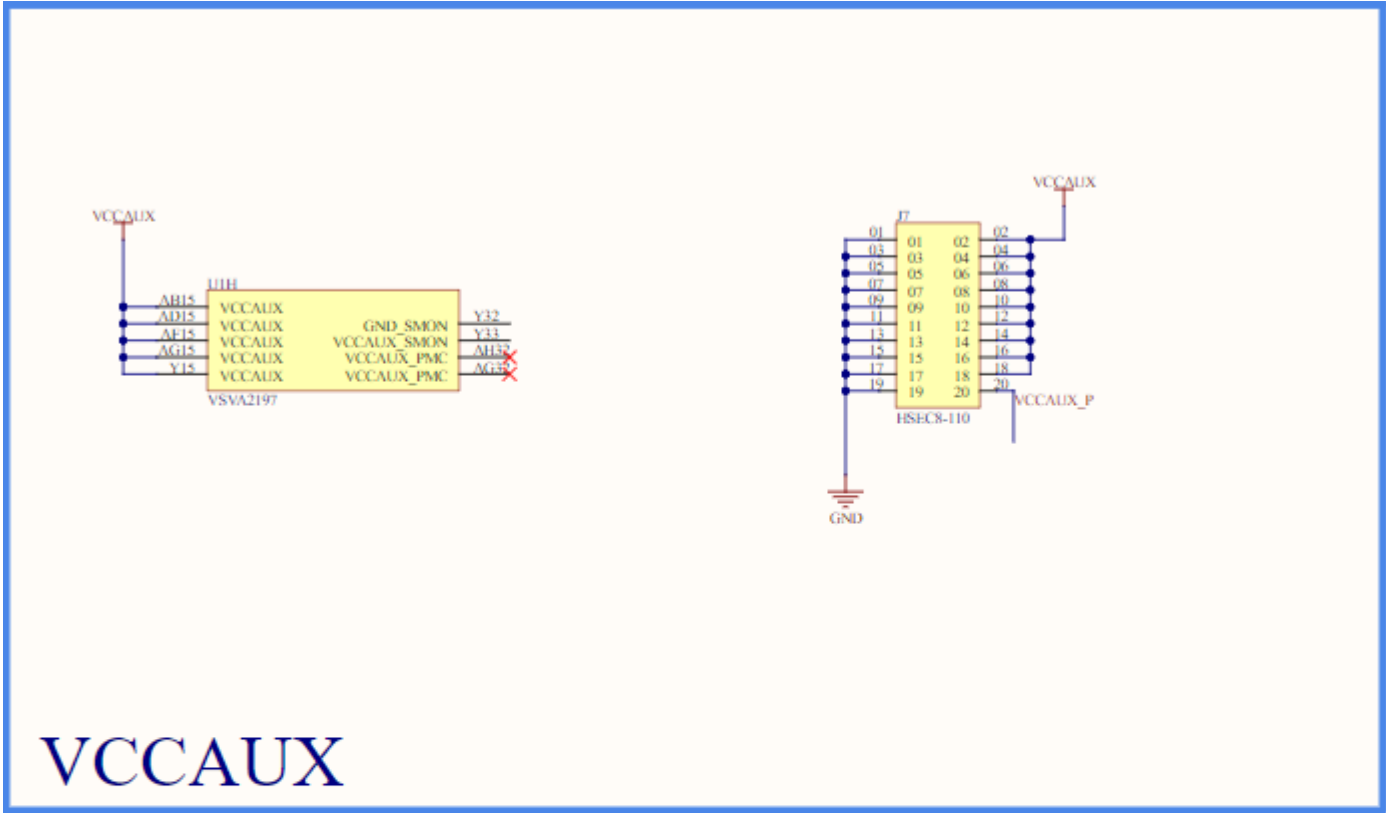 VCCAUX
U1H
AB15 VCCAUX
AD15 VCCAUX GND_SMON Y32
AF15 VCCAUX VCCAUX_SMON Y33
AG15 VCCAUX VCCAUX_PMC AH32
Y15 VCCAUX VCCAUX_PMC AG32
VSVA2197
VCCAUX
J7
01 01 02 02
03 03 04 04
05 05 06 06
07 07 08 08
09 09 10 10
11 11 12 12
13 13 14 14
15 15 16 16
17 17 18 18
19 19 20 20
VCCAUX_P
HSEC8-110
GND
VCCAUX